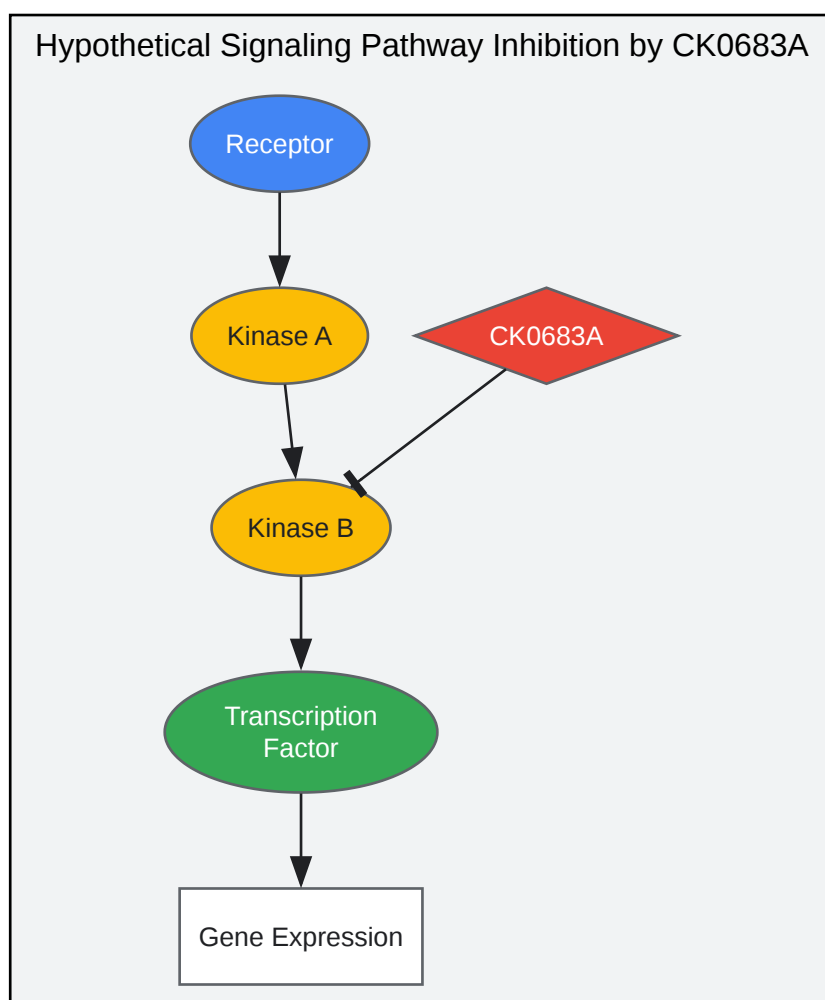 Hypothetical Signaling Pathway Inhibition by CK0683A
Receptor
Kinase A
CK0683A
Kinase B
Transcription
Factor
Gene Expression